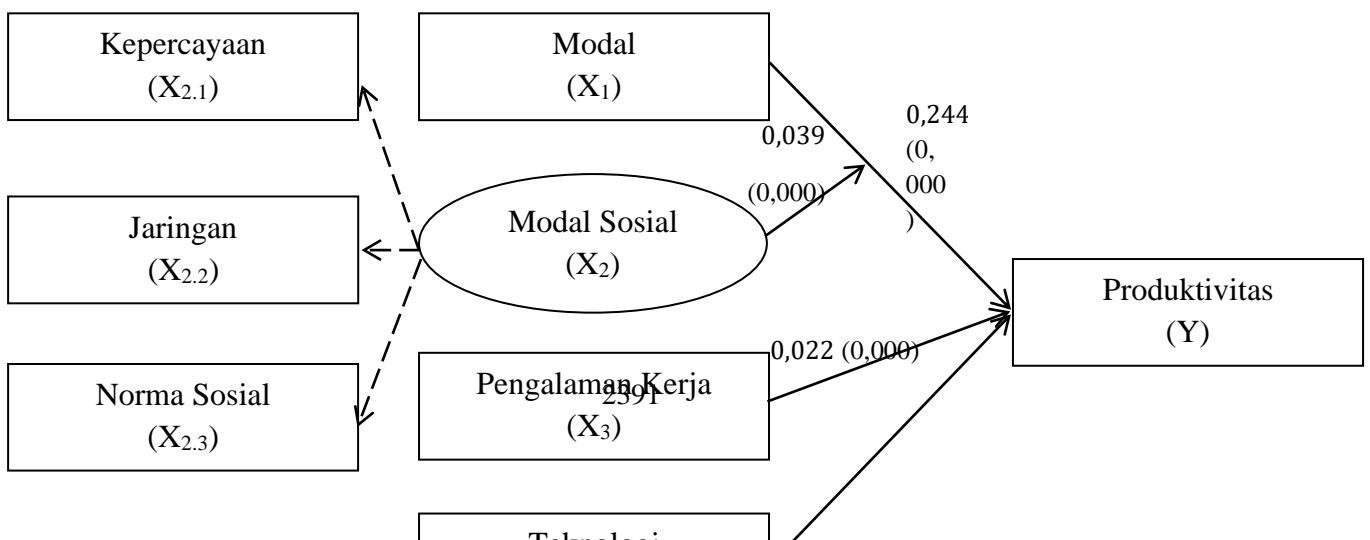 Kepercayaan
(X2.1)
Modal
(X1)
0,039
(0,000)
0,244
(0,
000
)
Jaringan
(X2.2)
Modal Sosial
(X2)
Produktivitas
(Y)
0,022 (0,000)
Norma Sosial
(X2.3)
Pengalaman Kerja
2391
(X3)